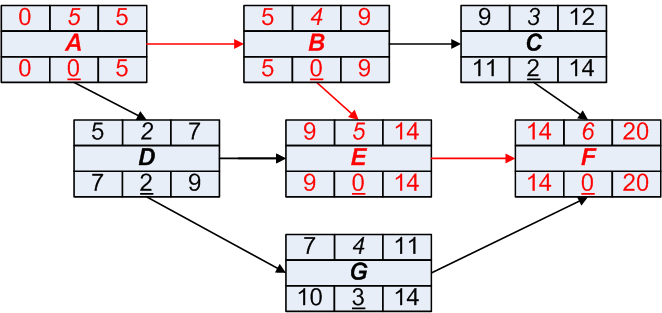 0 5 5
A
0 0 5
5 4 9
B
5 0 9
9 3 12
C
11 2 14
5 2 7
D
7 2 9
9 5 14
E
9 0 14
14 6 20
F
14 0 20
7 4 11
G
10 3 14